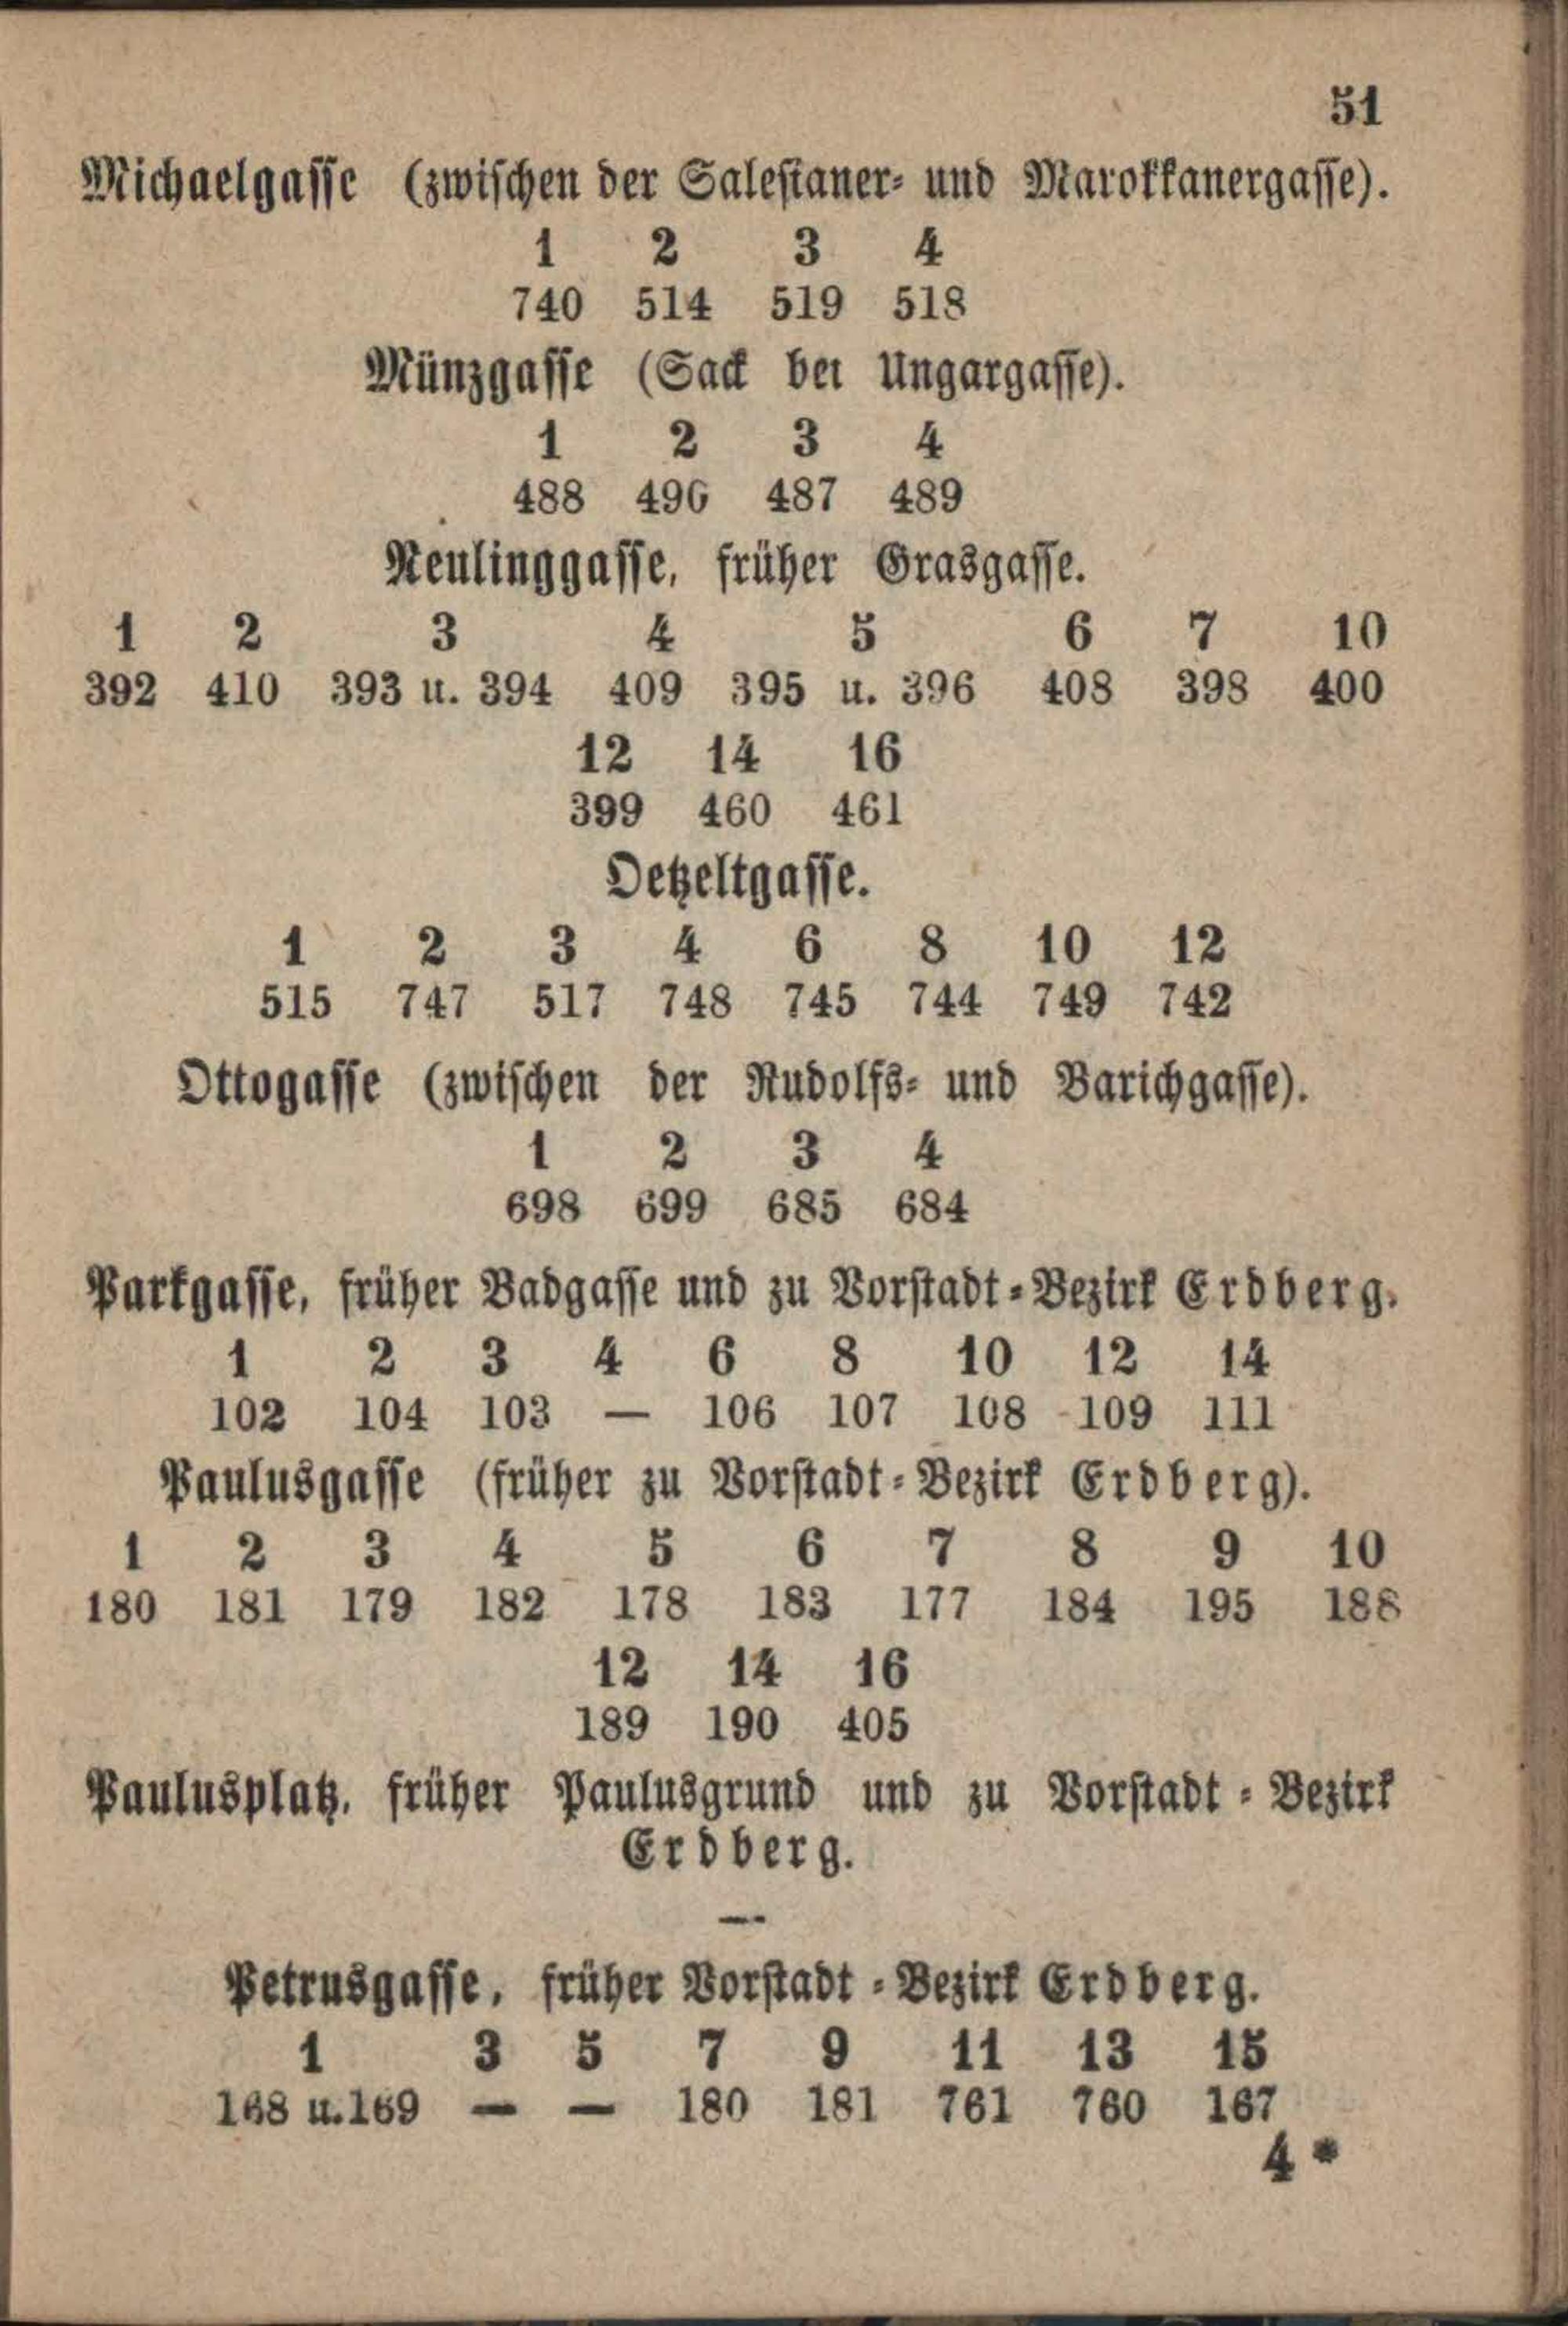 51
Michaelgasse (zwischen der Salesianer- und Marokkanergasse).
1 2 3 4
740 514 519 518
Münzgasse (Sack bei Ungargasse).
1 2 3 4
488 490 487 489
Neulinggasse, früher Grasgasse.
1 2 3 4 5 6 7 10
392 410 393 u. 394 409 395 u. 396 408 398 400
12 14 16
399 460 461
Oetzeltgasse.
1 2 3 4 6 8 10 12
515 747 517 748 745 744 749 742
Ottogasse (zwischen der Rudolfs- und Barichgasse).
1 2 3 4
698 699 685 684
Parkgasse, früher Badgasse und zu Vorstadt-Bezirk Erdberg.
1 2 3 4 6 8 10 12 14
102 104 103 — 106 107 108 109 111
Paulusgasse (früher zu Vorstadt-Bezirk Erdberg).
1 2 3 4 5 6 7 8 9 10
180 181 179 182 178 183 177 184 195 188
12 14 16
189 190 405
Paulusplatz, früher Paulusgrund und zu Vorstadt-Bezirk
Erdberg.
—
Petrusgasse, früher Vorstadt-Bezirk Erdberg.
1 3 5 7 9 11 13 15
168 u. 169 — — 180 181 761 760 167
4*